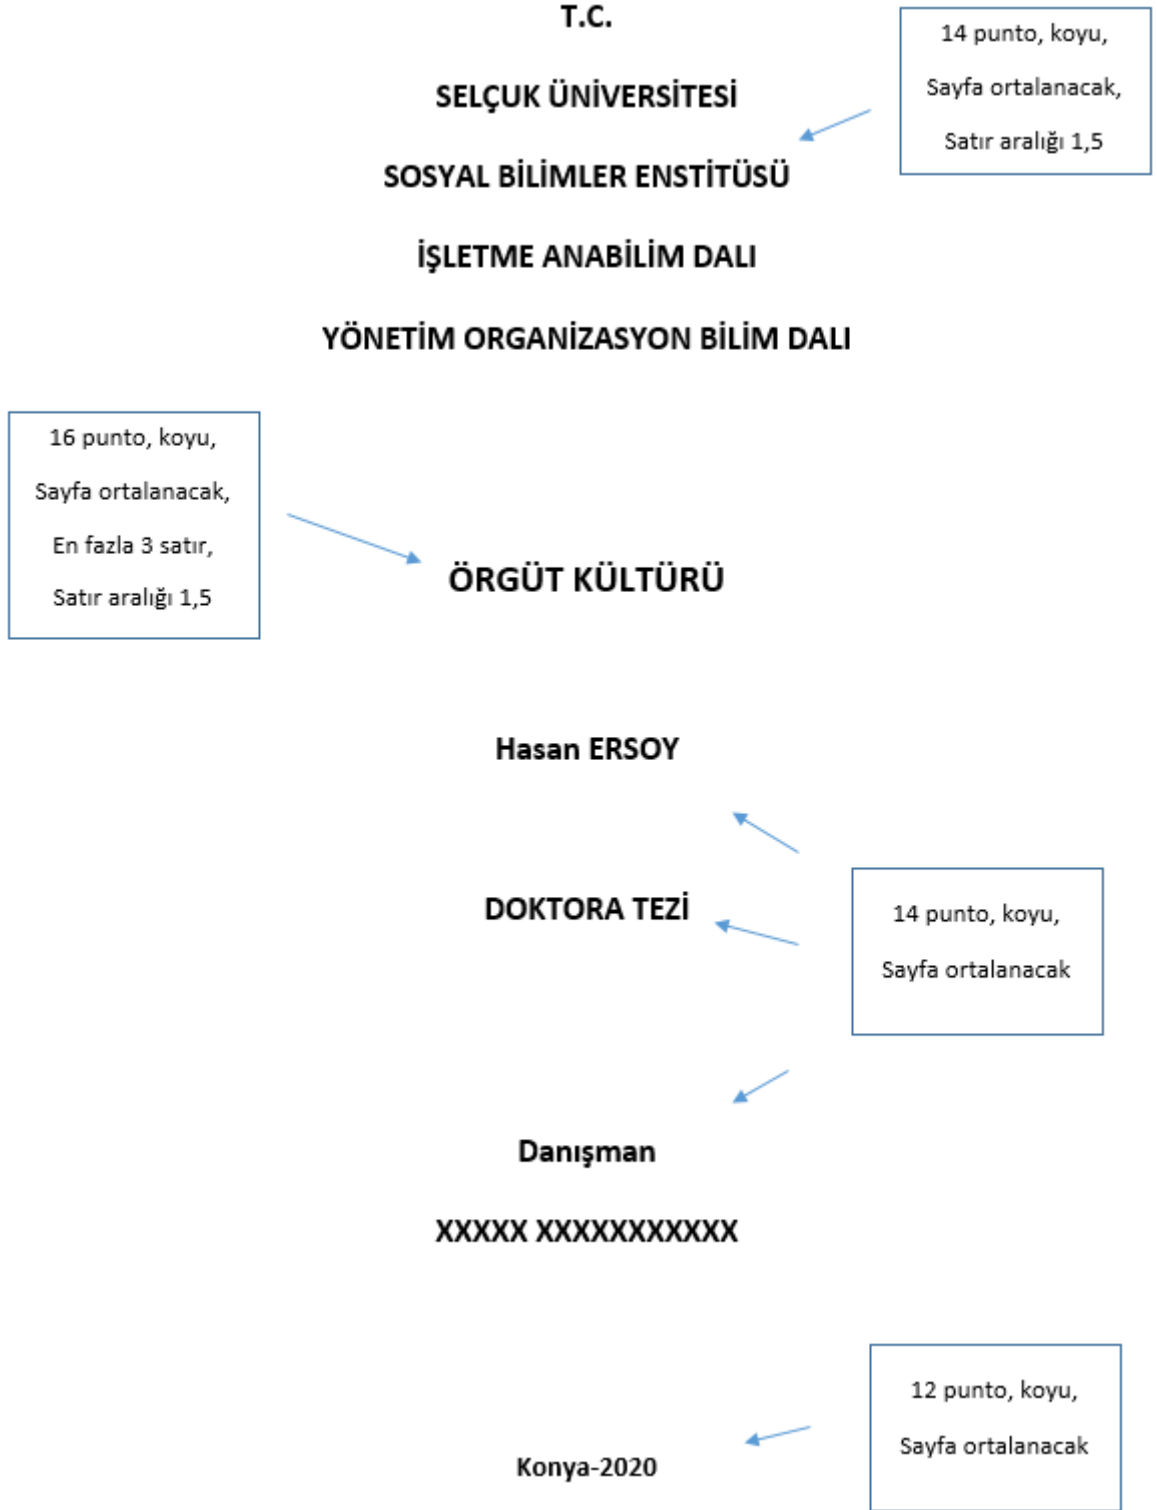 T.C.
14 punto, koyu,
Sayfa ortalanacak,
Satır aralığı 1,5
SELÇUK ÜNİVERSİTESİ
SOSYAL BİLİMLER ENSTİTÜSÜ
İŞLETME ANABİLİM DALI
YÖNETİM ORGANİZASYON BİLİM DALI
16 punto, koyu,
Sayfa ortalanacak,
En fazla 3 satır,
Satır aralığı 1,5
ÖRGÜT KÜLTÜRÜ
Hasan ERSOY
DOKTORA TEZİ
14 punto, koyu,
Sayfa ortalanacak
Danışman
XXXXX XXXXXXXXXXX
12 punto, koyu,
Sayfa ortalanacak
Konya-2020